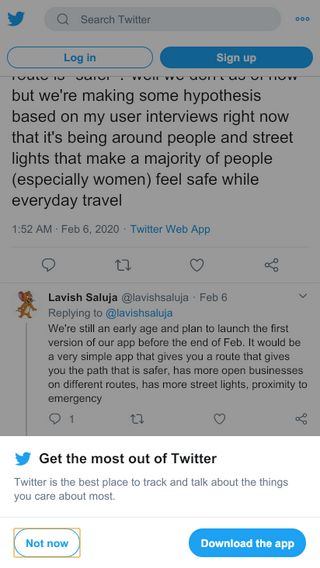 Search Twitter
Log in
Sign up
route is "safer"? well we don't as of now
but we're making some hypothesis
based on my user interviews right now
that it's being around people and street
lights that make a majority of people
(especially women) feel safe while
everyday travel
1:52 AM · Feb 6, 2020 · Twitter Web App
Lavish Saluja @lavishsaluja · Feb 6
Replying to @lavishsaluja
We're still an early age and plan to launch the first
version of our app before the end of Feb. It would be
a very simple app that gives you a route that gives
you the path that is safer, has more open businesses
on different routes, has more street lights, proximity to
emergency
1
Get the most out of Twitter
Twitter is the best place to track and talk about the things
you care about most.
Not now
Download the app